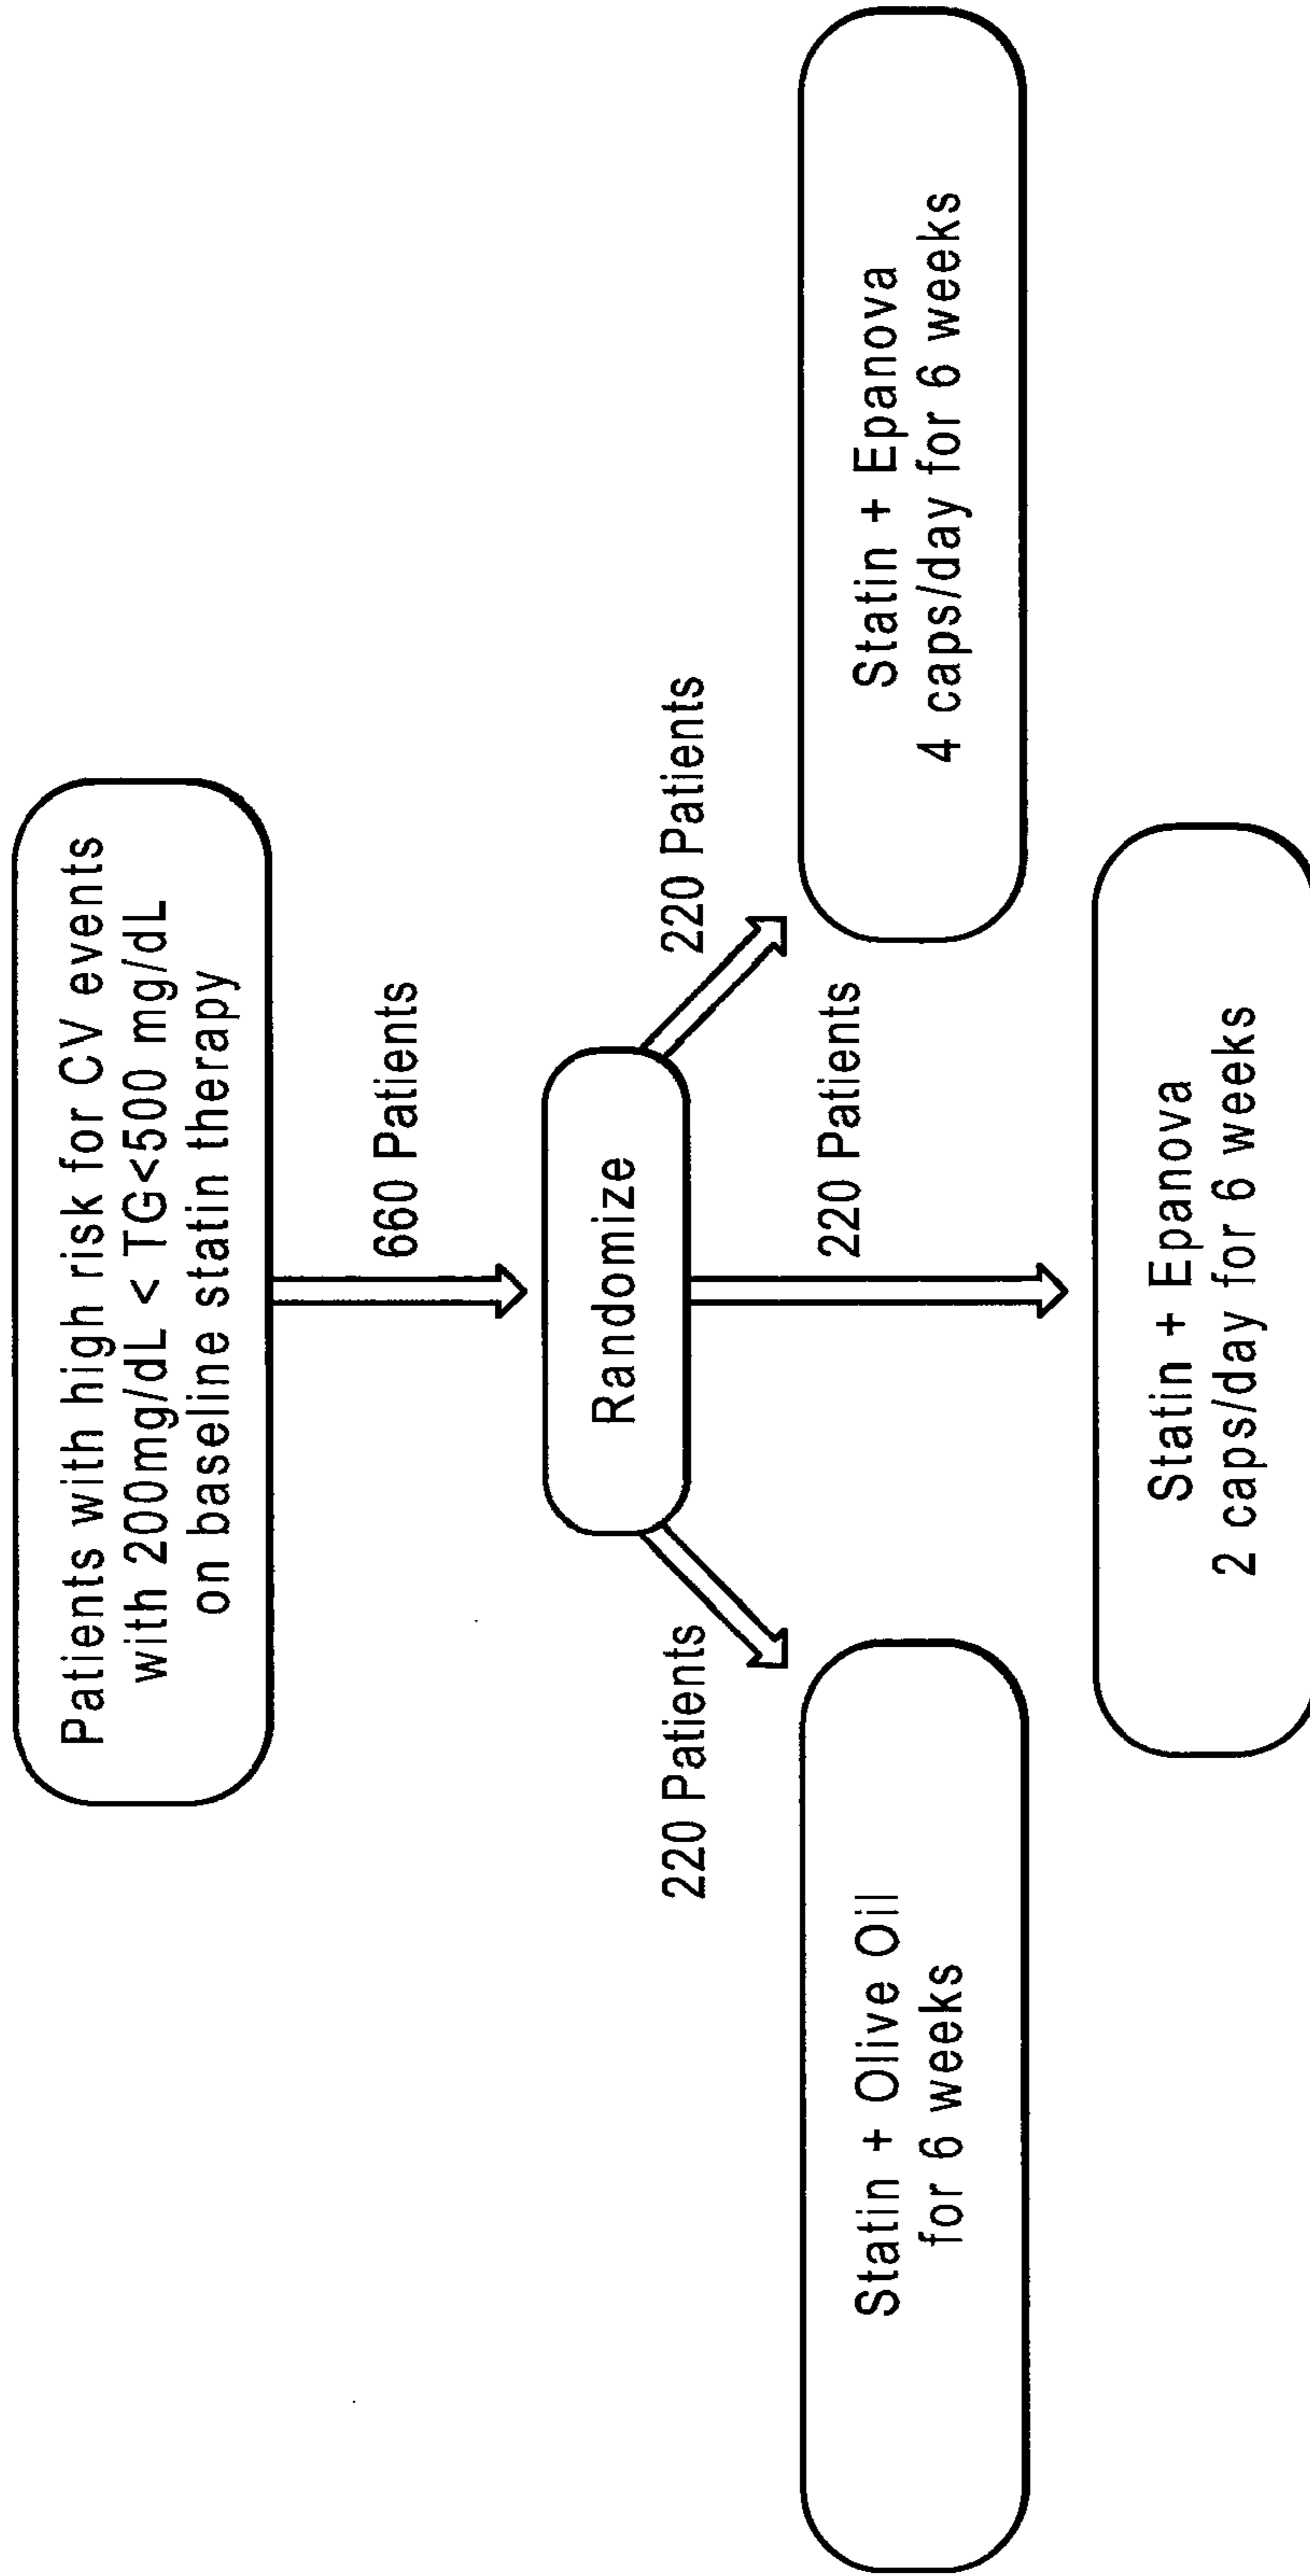 Patients with high risk for CV events
with 200mg/dL < TG<500 mg/dL
on baseline statin therapy
660 Patients
Randomize
220 Patients
220 Patients
220 Patients
Statin + Olive Oil
for 6 weeks
Statin + Epanova
4 caps/day for 6 weeks
Statin + Epanova
2 caps/day for 6 weeks